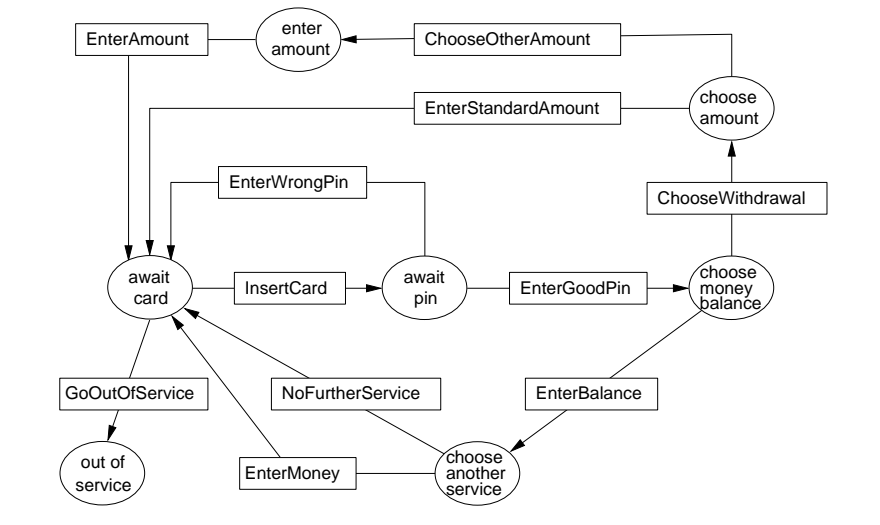 EnterAmount
enter
amount
ChooseOtherAmount
EnterStandardAmount
choose
amount
EnterWrongPin
ChooseWithdrawal
await
card
InsertCard
await
pin
EnterGoodPin
choose
money
balance
GoOutOfService
NoFurtherService
EnterBalance
out of
service
EnterMoney
choose
another
service